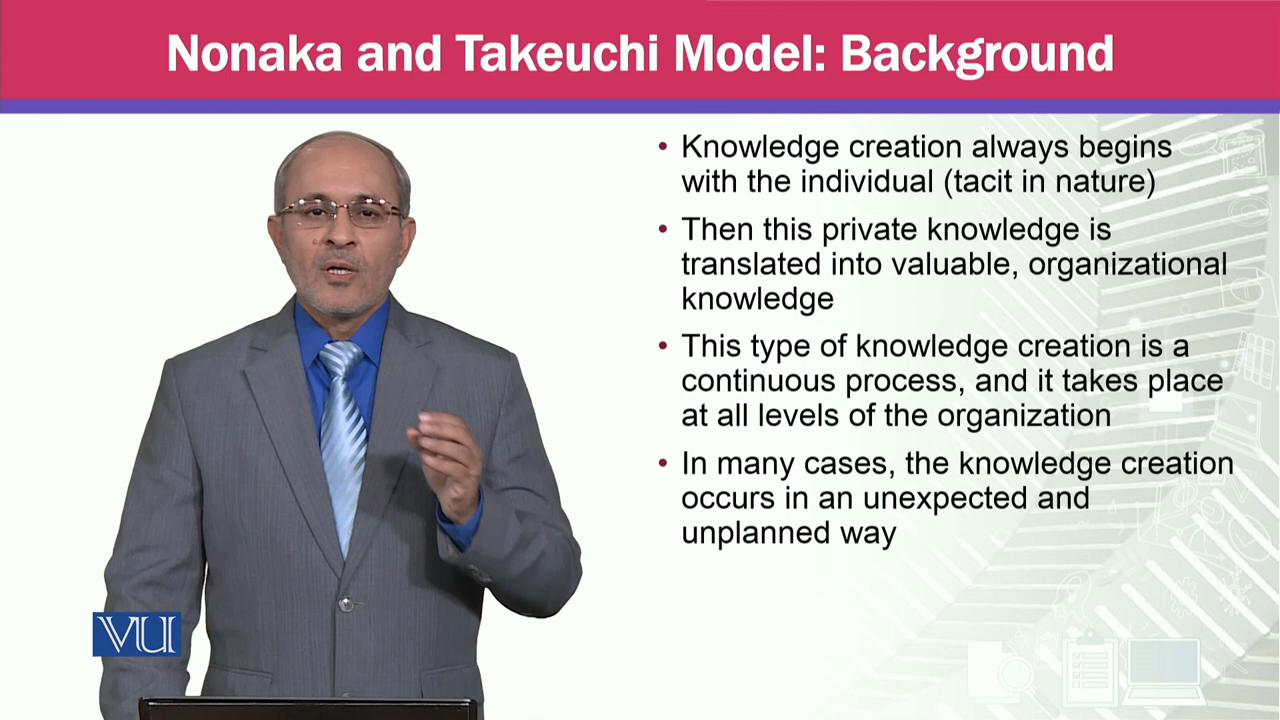 Nonaka and Takeuchi Model: Background
• Knowledge creation always begins
with the individual (tacit in nature)
• Then this private knowledge is
translated into valuable, organizational
knowledge
• This type of knowledge creation is a
continuous process, and it takes place
at all levels of the organization
• In many cases, the knowledge creation
occurs in an unexpected and
unplanned way
VU